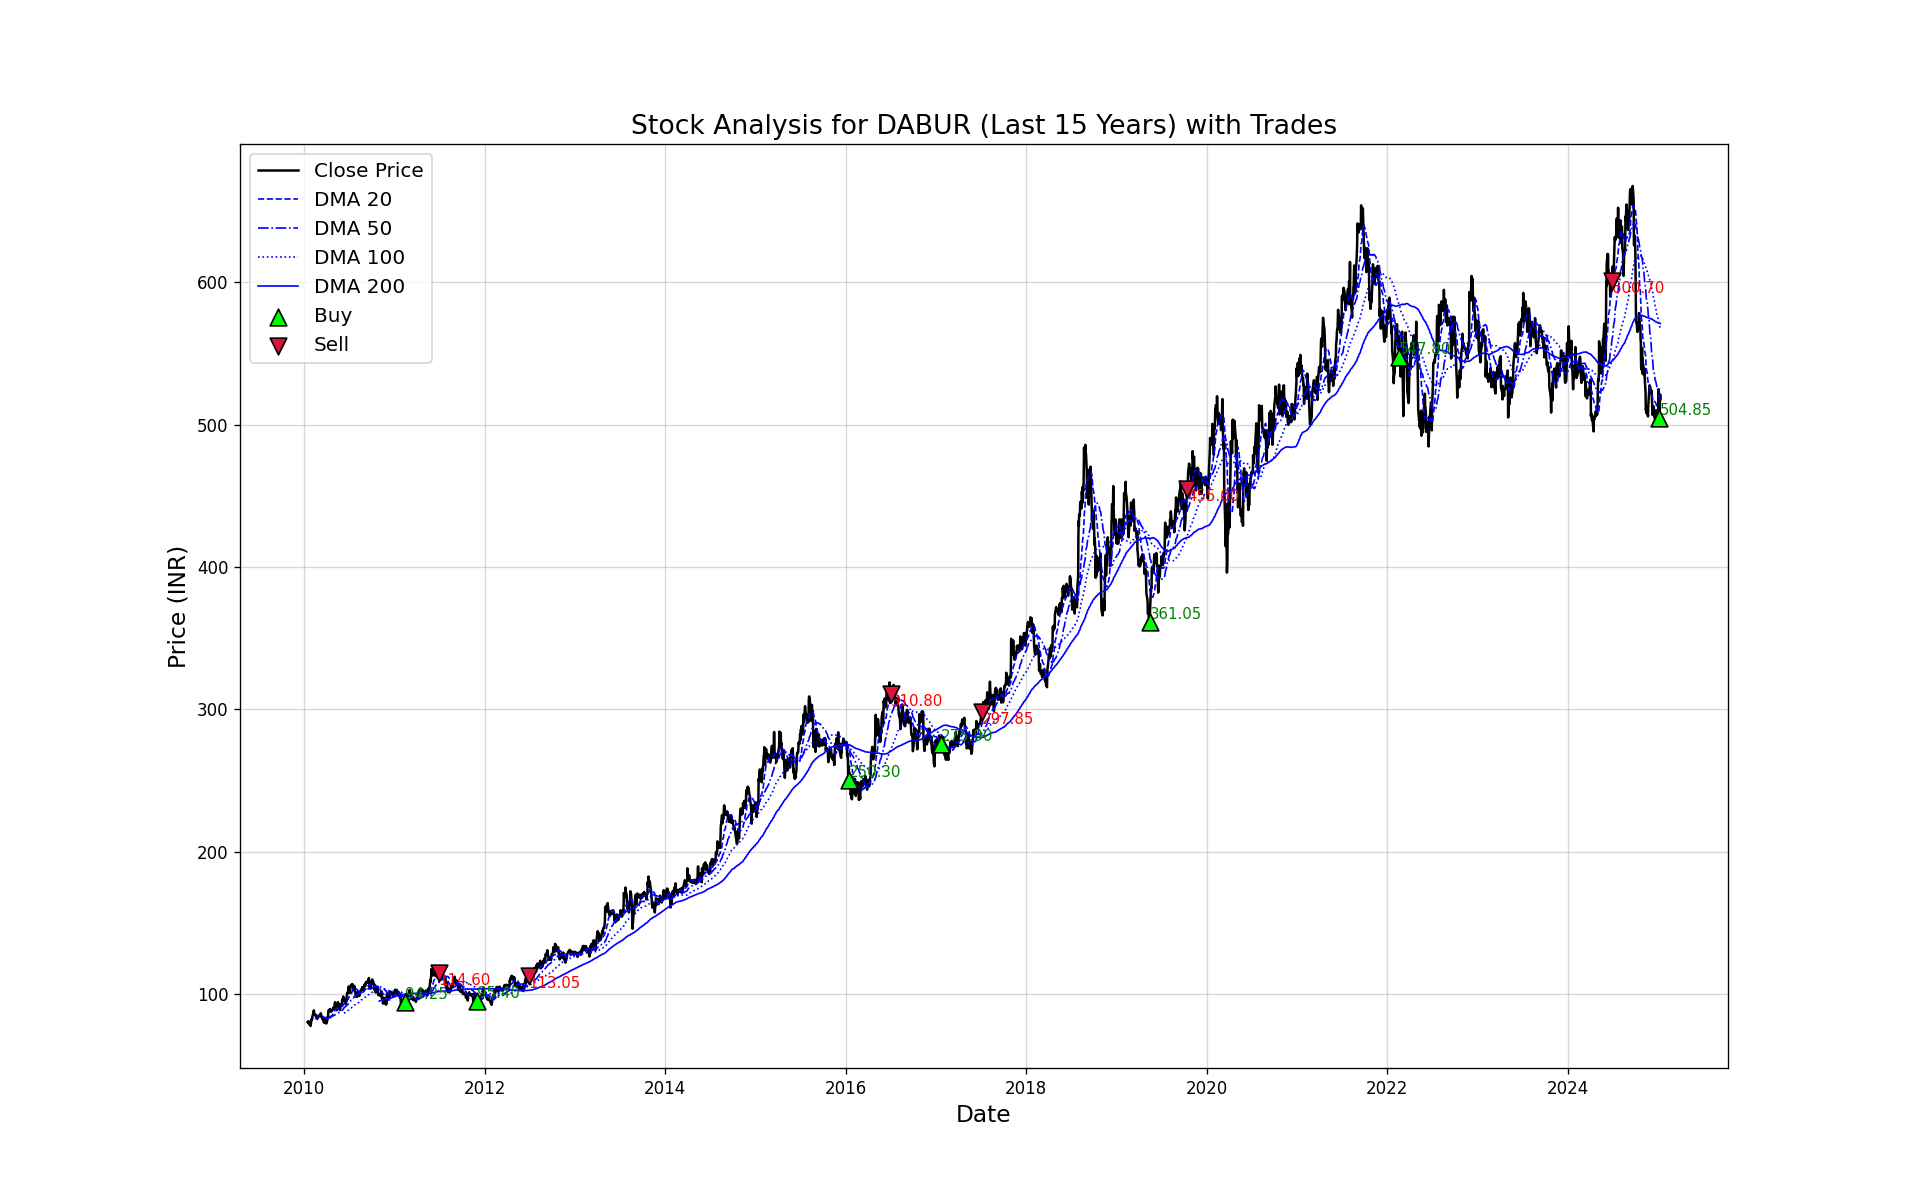 Stock Analysis for DABUR (Last 15 Years) with Trades
Close Price
DMA 20
DMA 50
DMA 100
DMA 200
Buy
Sell
Price (INR)
600
500
400
300
200
100
600.70
504.85
361.05
310.80
297.85
250.30
114.60
113.05
2010
2012
2014
2016
2018
2020
2022
2024
Date